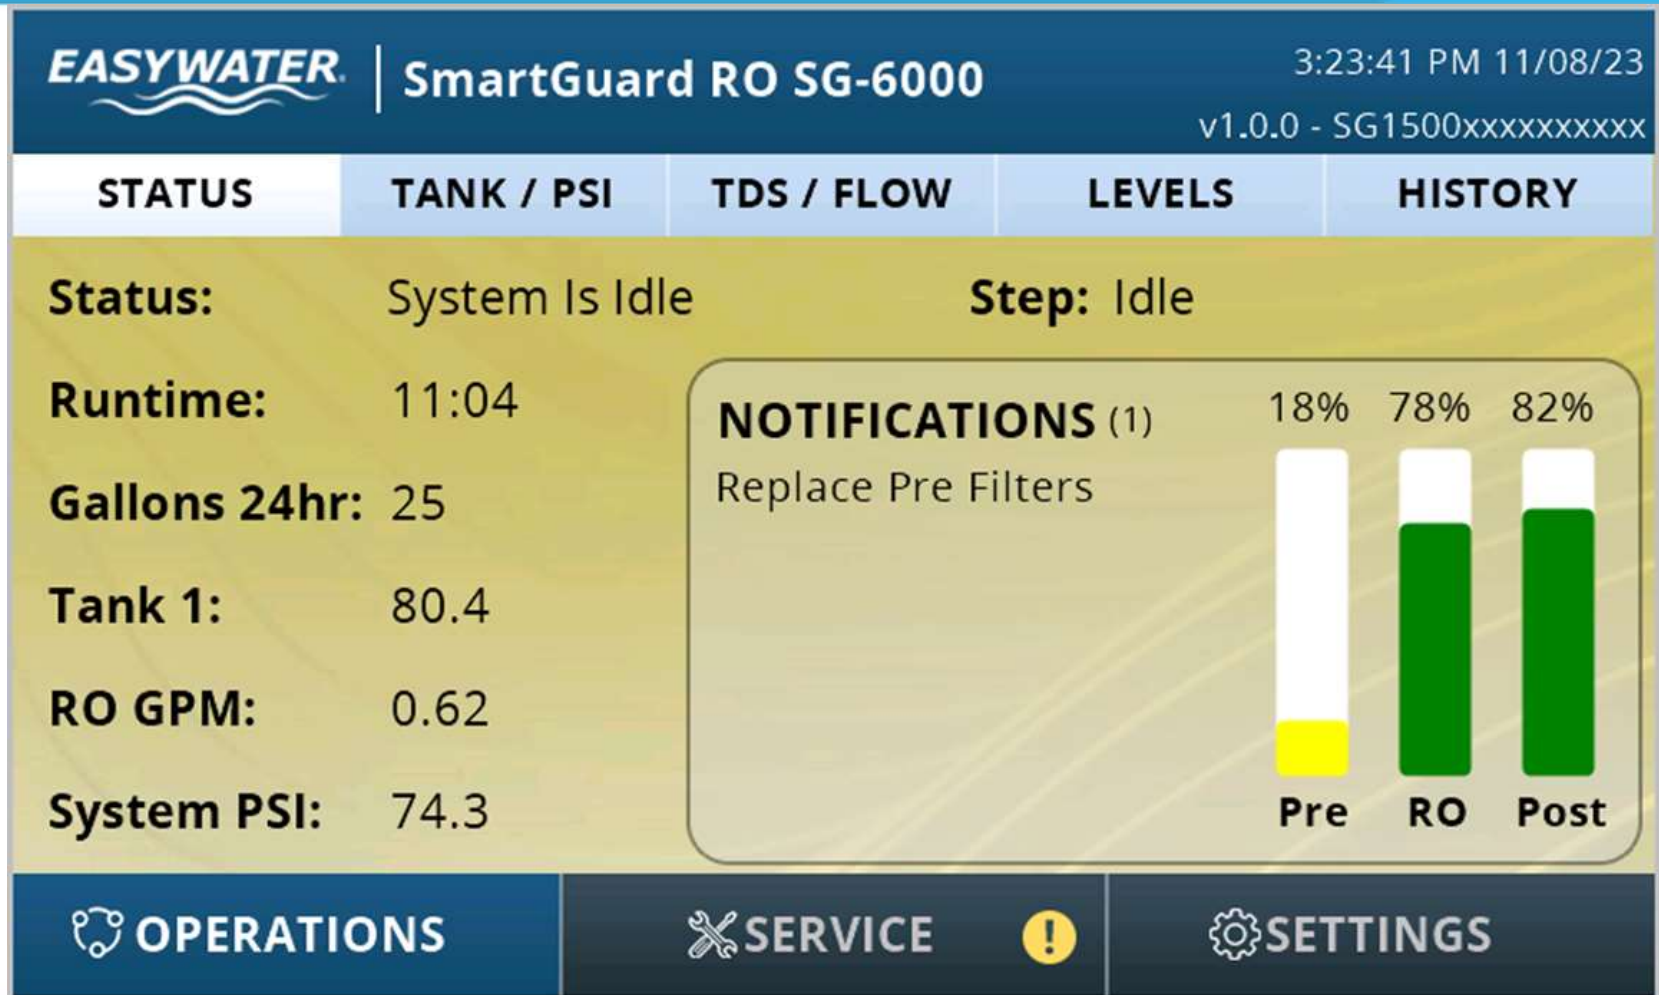 EASYWATER.
SmartGuard RO SG-6000
3:23:41 PM 11/08/23
v1.0.0 - SG1500xxxxxxxxxx
STATUS TANK / PSI TDS / FLOW LEVELS HISTORY
Status: System Is Idle Step: Idle
Runtime: 11:04
Gallons 24hr: 25
Tank 1: 80.4
RO GPM: 0.62
System PSI: 74.3
NOTIFICATIONS (1)
Replace Pre Filters
18% 78% 82%
Pre RO Post
OPERATIONS SERVICE ! SETTINGS